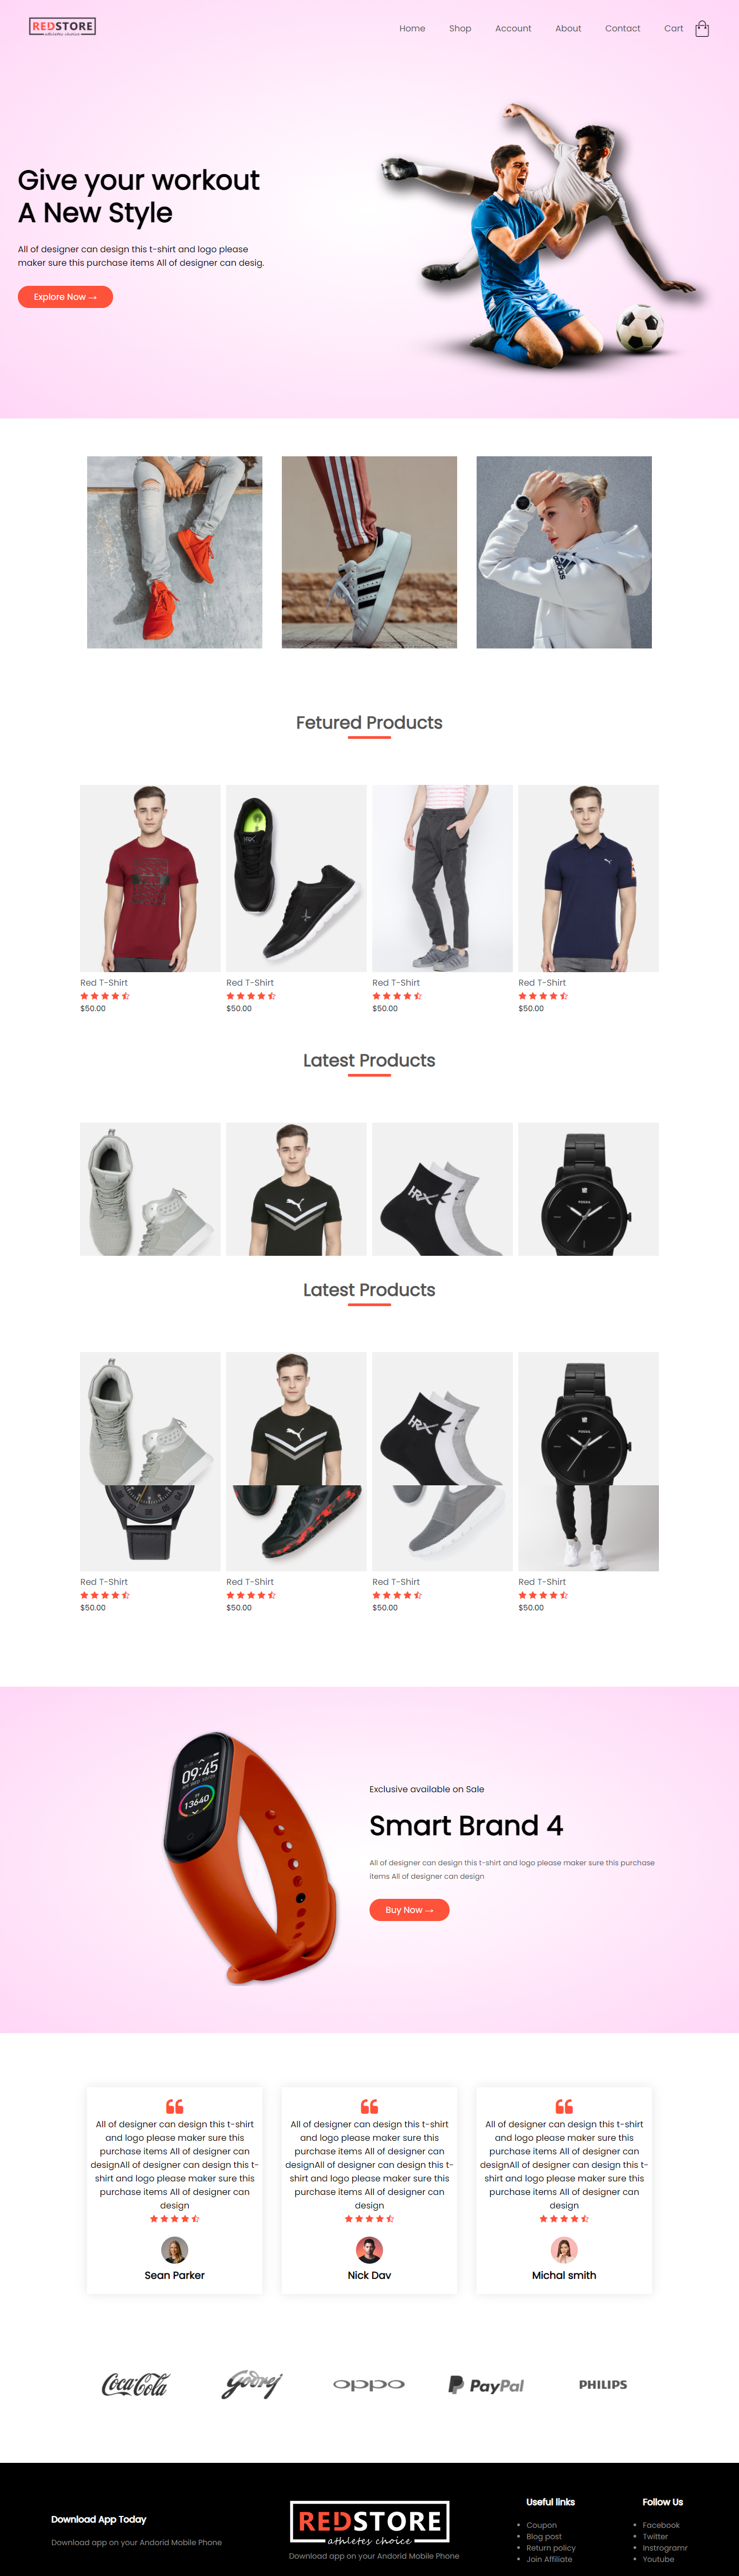 REDSTORE
athletes choice
Home Shop Account About Contact Cart
Give your workout
A New Style
All of designer can design this t-shirt and logo please
maker sure this purchase items All of designer can desig.
Explore Now →
Fetured Products
Red T-Shirt Red T-Shirt Red T-Shirt Red T-Shirt
$50.00 $50.00 $50.00 $50.00
Latest Products
HRX
FOSSIL
Latest Products
HRX
FOSSIL
Red T-Shirt Red T-Shirt Red T-Shirt Red T-Shirt
$50.00 $50.00 $50.00 $50.00
09:45
13640
Exclusive available on Sale
Smart Brand 4
All of designer can design this t-shirt and logo please maker sure this purchase
items All of designer can design
Buy Now →
All of designer can design this t-shirt
and logo please maker sure this
purchase items All of designer can
designAll of designer can design this t-
shirt and logo please maker sure this
purchase items All of designer can
design
Sean Parker
All of designer can design this t-shirt
and logo please maker sure this
purchase items All of designer can
designAll of designer can design this t-
shirt and logo please maker sure this
purchase items All of designer can
design
Nick Dav
All of designer can design this t-shirt
and logo please maker sure this
purchase items All of designer can
designAll of designer can design this t-
shirt and logo please maker sure this
purchase items All of designer can
design
Michal smith
Coca-Cola Godrej oppo PayPal PHILIPS
Download App Today
Download app on your Andorid Mobile Phone
REDSTORE
athletes choice
Download app on your Andorid Mobile Phone
Useful links
Coupon
Blog post
Return policy
Join Affiliate
Follow Us
Facebook
Twitter
Instrogramr
Youtube